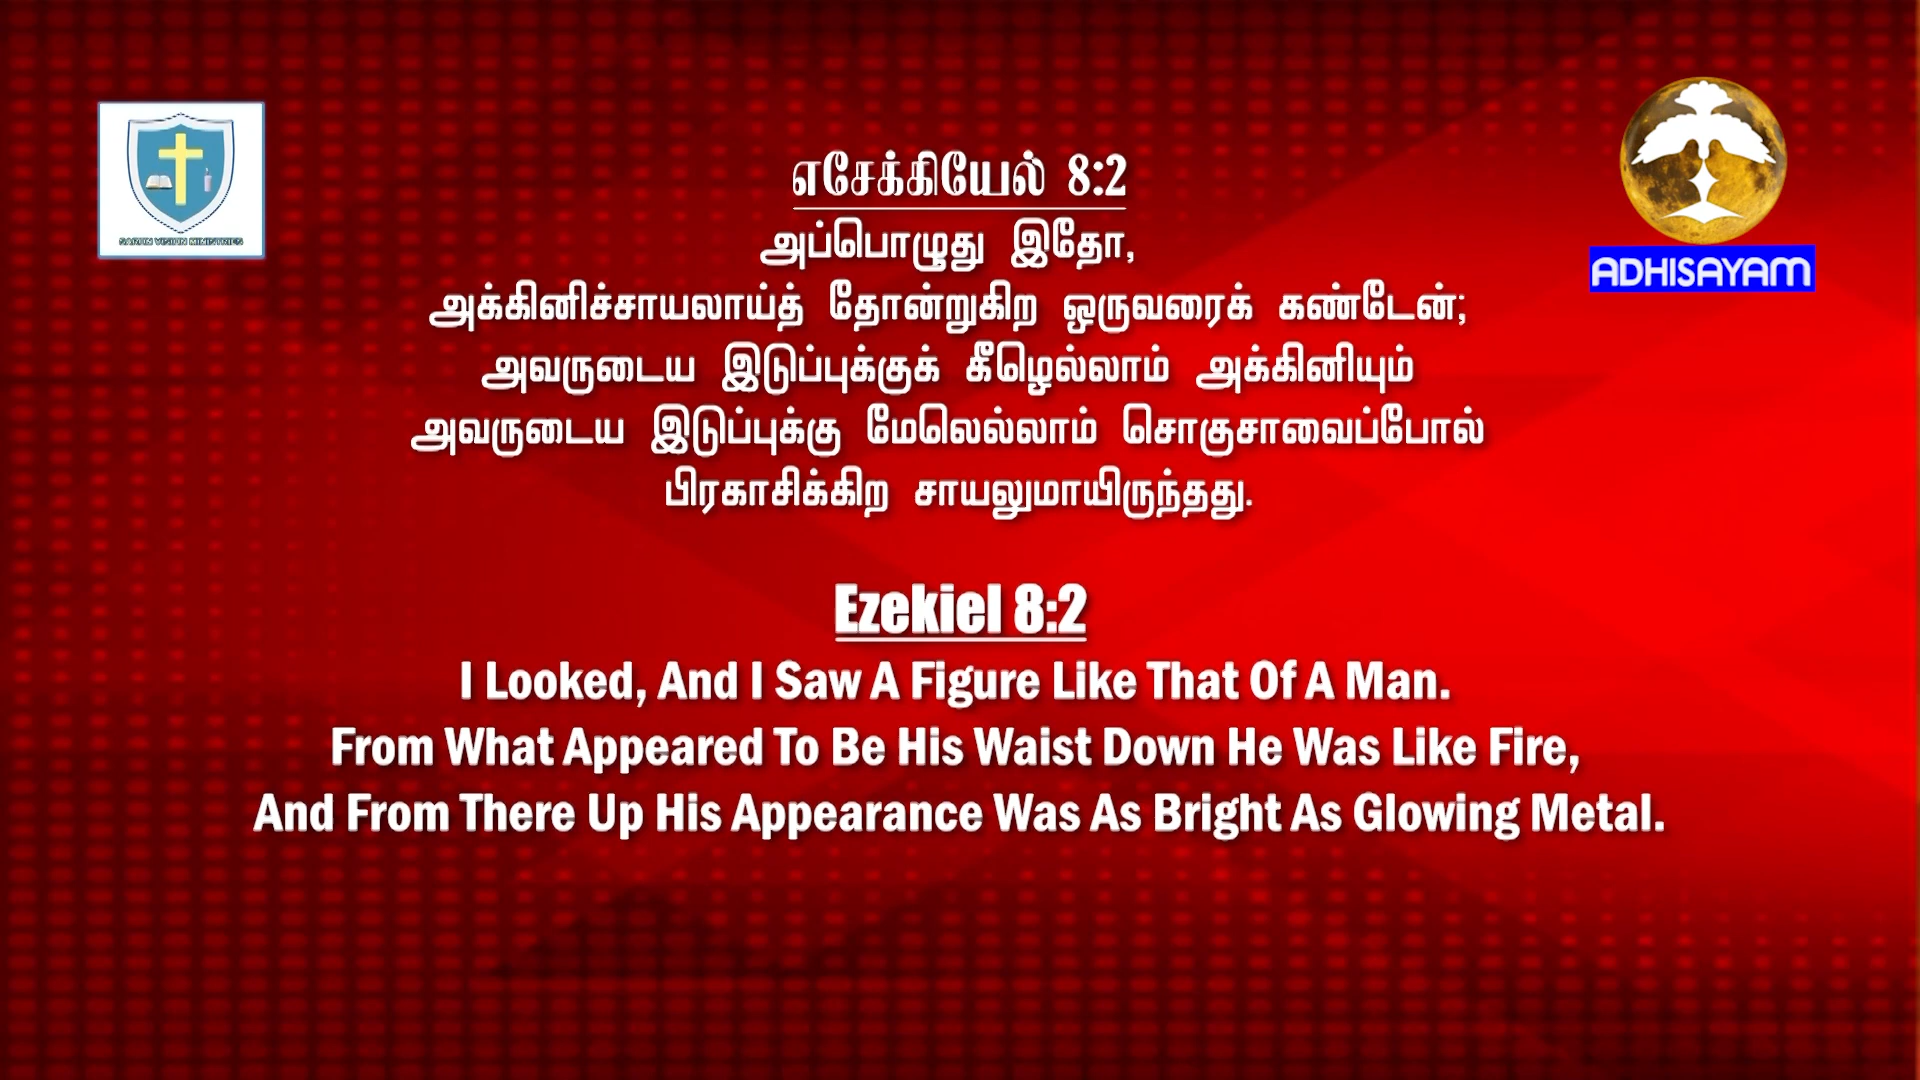 எசேக்கியேல் 8:2
அப்பொழுது இதோ,
அக்கினிச்சாயலாய்த் தோன்றுகிற ஒருவரைக் கண்டேன்;
அவருடைய இடுப்புக்குக் கீழெல்லாம் அக்கினியும்
அவருடைய இடுப்புக்கு மேலெல்லாம் சொகுசாவைப்போல்
பிரகாசிக்கிற சாயலுமாயிருந்தது.
Ezekiel 8:2
I Looked, And I Saw A Figure Like That Of A Man.
From What Appeared To Be His Waist Down He Was Like Fire,
And From There Up His Appearance Was As Bright As Glowing Metal.
ADHISAYAM
MINISTRIES